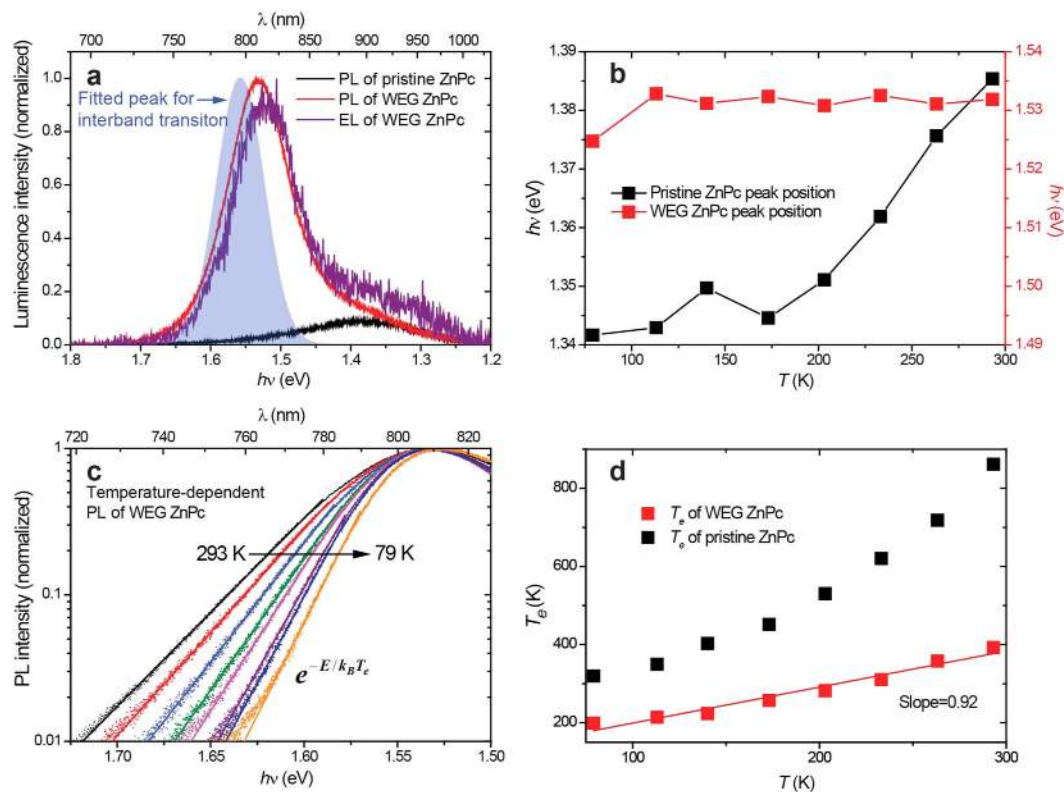 λ (nm)
700 750 800 850 900 950 1000
a
PL of pristine ZnPc
PL of WEG ZnPc
EL of WEG ZnPc
Fitted peak for
interband transiton
Luminescence intensity (normalized)
1.0
0.8
0.6
0.4
0.2
0.0
1.8 1.7 1.6 1.5 1.4 1.3 1.2
hν (eV)
b
1.39
1.38
1.37
1.36
1.35
1.34
hν (eV)
Pristine ZnPc peak position
WEG ZnPc peak position
1.54
1.53
1.52
1.51
1.50
1.49
hν (eV)
100 150 200 250 300
T (K)
λ (nm)
720 740 760 780 800 820
c
Temperature-dependent
PL of WEG ZnPc
293 K 79 K
e^{-E/k_BT_e}
PL intensity (normalized)
1
0.1
0.01
1.70 1.65 1.60 1.55 1.50
hν (eV)
d
T_e of WEG ZnPc
T_e of pristine ZnPc
T_e (K)
800
600
400
200
Slope=0.92
100 150 200 250 300
T (K)